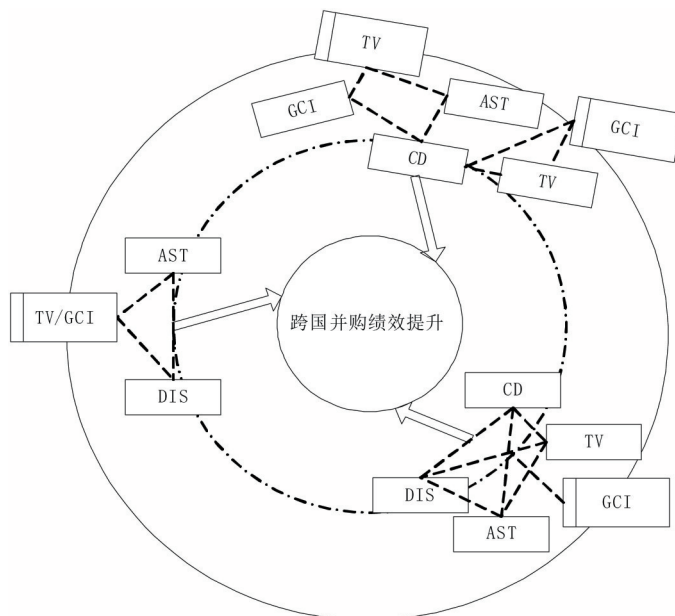 TV
GCI
AST
GCI
CD
TV
AST
TV/GCI
跨国并购绩效提升
DIS
CD
TV
DIS
GCI
AST